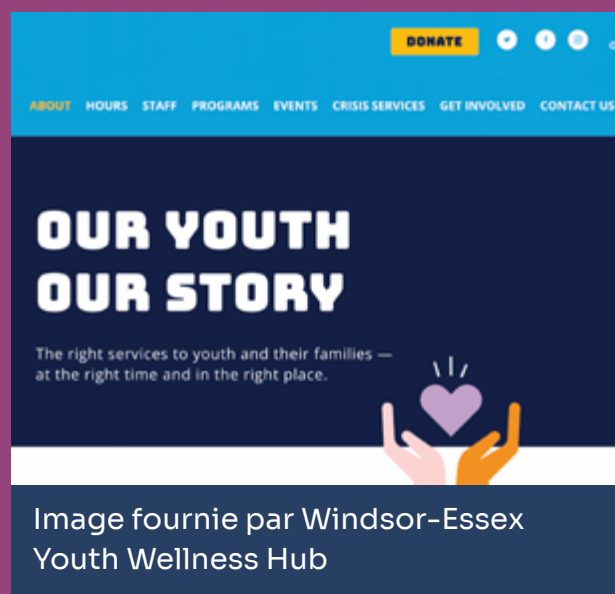 DONATE
ABOUT HOURS STAFF PROGRAMS EVENTS CRISIS SERVICES GET INVOLVED CONTACT US
OUR YOUTH
OUR STORY
The right services to youth and their families —
at the right time and in the right place.
Image fournie par Windsor-Essex
Youth Wellness Hub